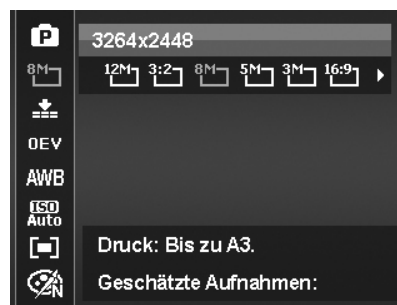 P
3264x2448
8M
12M 3:2 8M 5M 3M 16:9
0EV
AWB
ISO
Auto
Druck: Bis zu A3.
N
Geschätzte Aufnahmen: